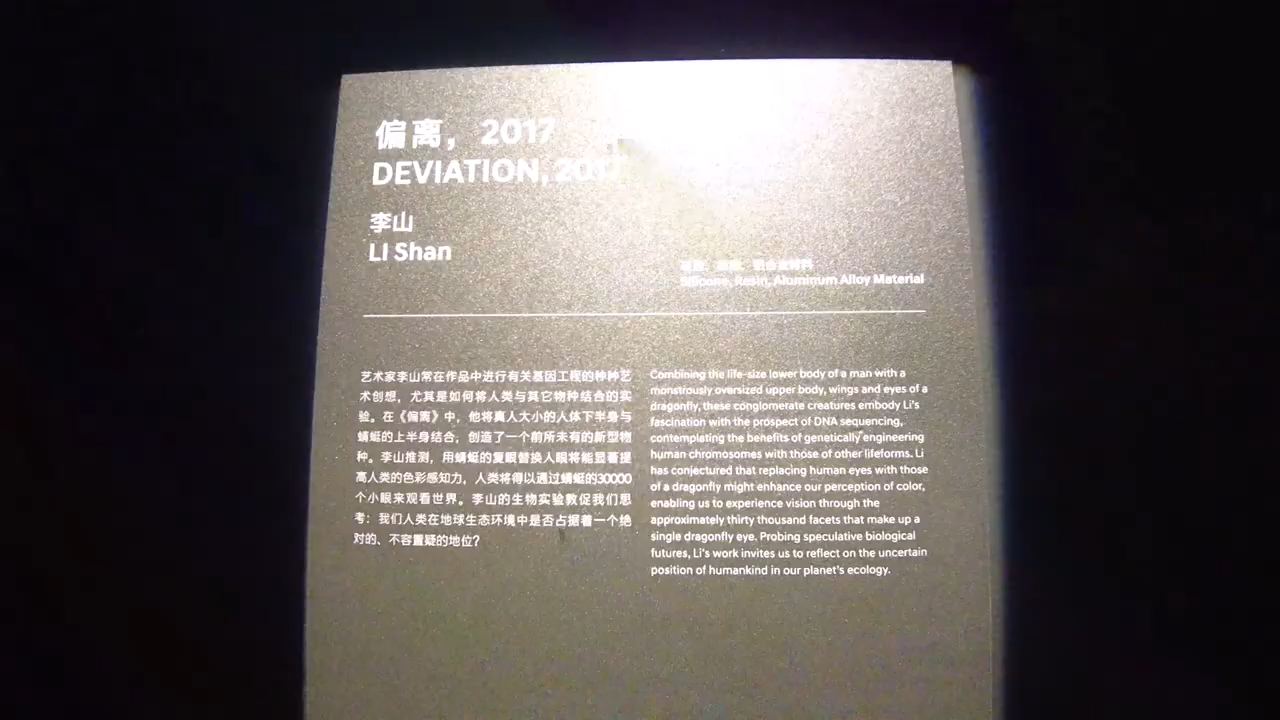 偏离，2017
DEVIATION, 2017
李山
LI Shan
Silicone, Resin, Aluminum Alloy Material
艺术家李山常在作品中进行有关基因工程的种种艺
术创想，尤其是如何将人类与其它物种结合的实
验。在《偏离》中，他将真人大小的人体下半身与
蜻蜓的上半身结合，创造了一个前所未有的新型物
种。李山推测，用蜻蜓的复眼替换人眼将能显著提
高人类的色彩感知力，人类将得以通过蜻蜓的30000
个小眼来观看世界。李山的生物实验敦促我们思
考：我们人类在地球生态环境中是否占据着一个绝
对的、不容置疑的地位？
Combining the life-size lower body of a man with a
monstrously oversized upper body, wings and eyes of a
dragonfly, these conglomerate creatures embody Li's
fascination with the prospect of DNA sequencing,
contemplating the benefits of genetically engineering
human chromosomes with those of other lifeforms. Li
has conjectured that replacing human eyes with those
of a dragonfly might enhance our perception of color,
enabling us to experience vision through the
approximately thirty thousand facets that make up a
single dragonfly eye. Probing speculative biological
futures, Li's work invites us to reflect on the uncertain
position of humankind in our planet's ecology.